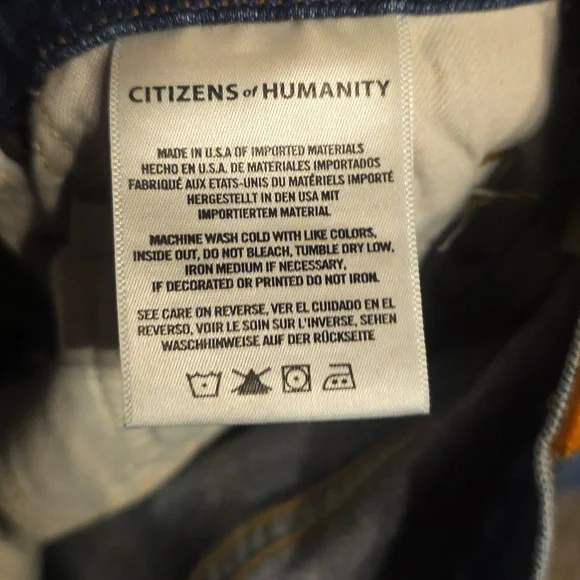 CITIZENS of HUMANITY
MADE IN U.S.A OF IMPORTED MATERIALS
HECHO EN U.S.A. DE MATERIALES IMPORTADOS
FABRIQUÉ AUX ETATS-UNIS DU MATÉRIELS IMPORTÉ
HERGESTELLT IN DEN USA MIT
IMPORTIERTEM MATERIAL
MACHINE WASH COLD WITH LIKE COLORS,
INSIDE OUT, DO NOT BLEACH, TUMBLE DRY LOW,
IRON MEDIUM IF NECESSARY,
IF DECORATED OR PRINTED DO NOT IRON.
SEE CARE ON REVERSE, VER EL CUIDADO EN EL
REVERSO, VOIR LE SOIN SUR L'INVERSE, SEHEN
WASCHHINWEISE AUF DER RÜCKSEITE